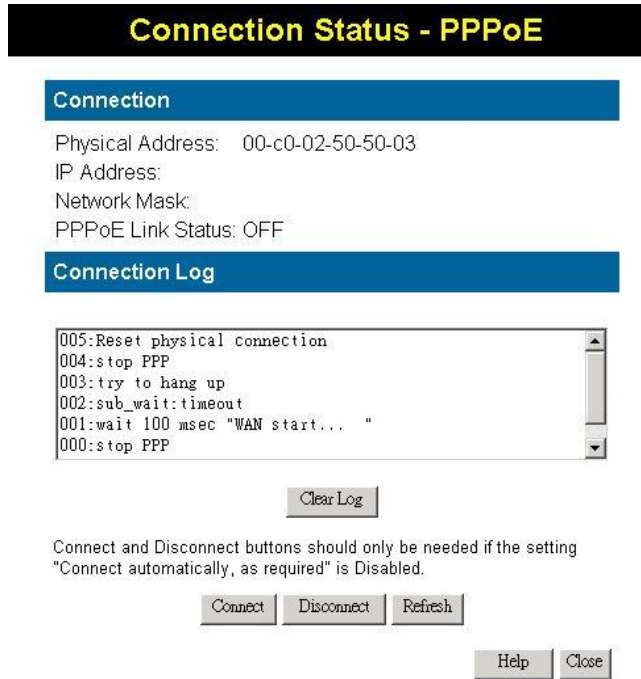 Connection Status - PPPoE
Connection
Physical Address: 00-c0-02-50-50-03
IP Address:
Network Mask:
PPPoE Link Status: OFF
Connection Log
005:Reset physical connection
004:stop PPP
003:try to hang up
002:sub_wait:timeout
001:wait 100 msec "WAN start...  "
000:stop PPP
Clear Log
Connect and Disconnect buttons should only be needed if the setting
"Connect automatically, as required" is Disabled.
Connect Disconnect Refresh
Help Close